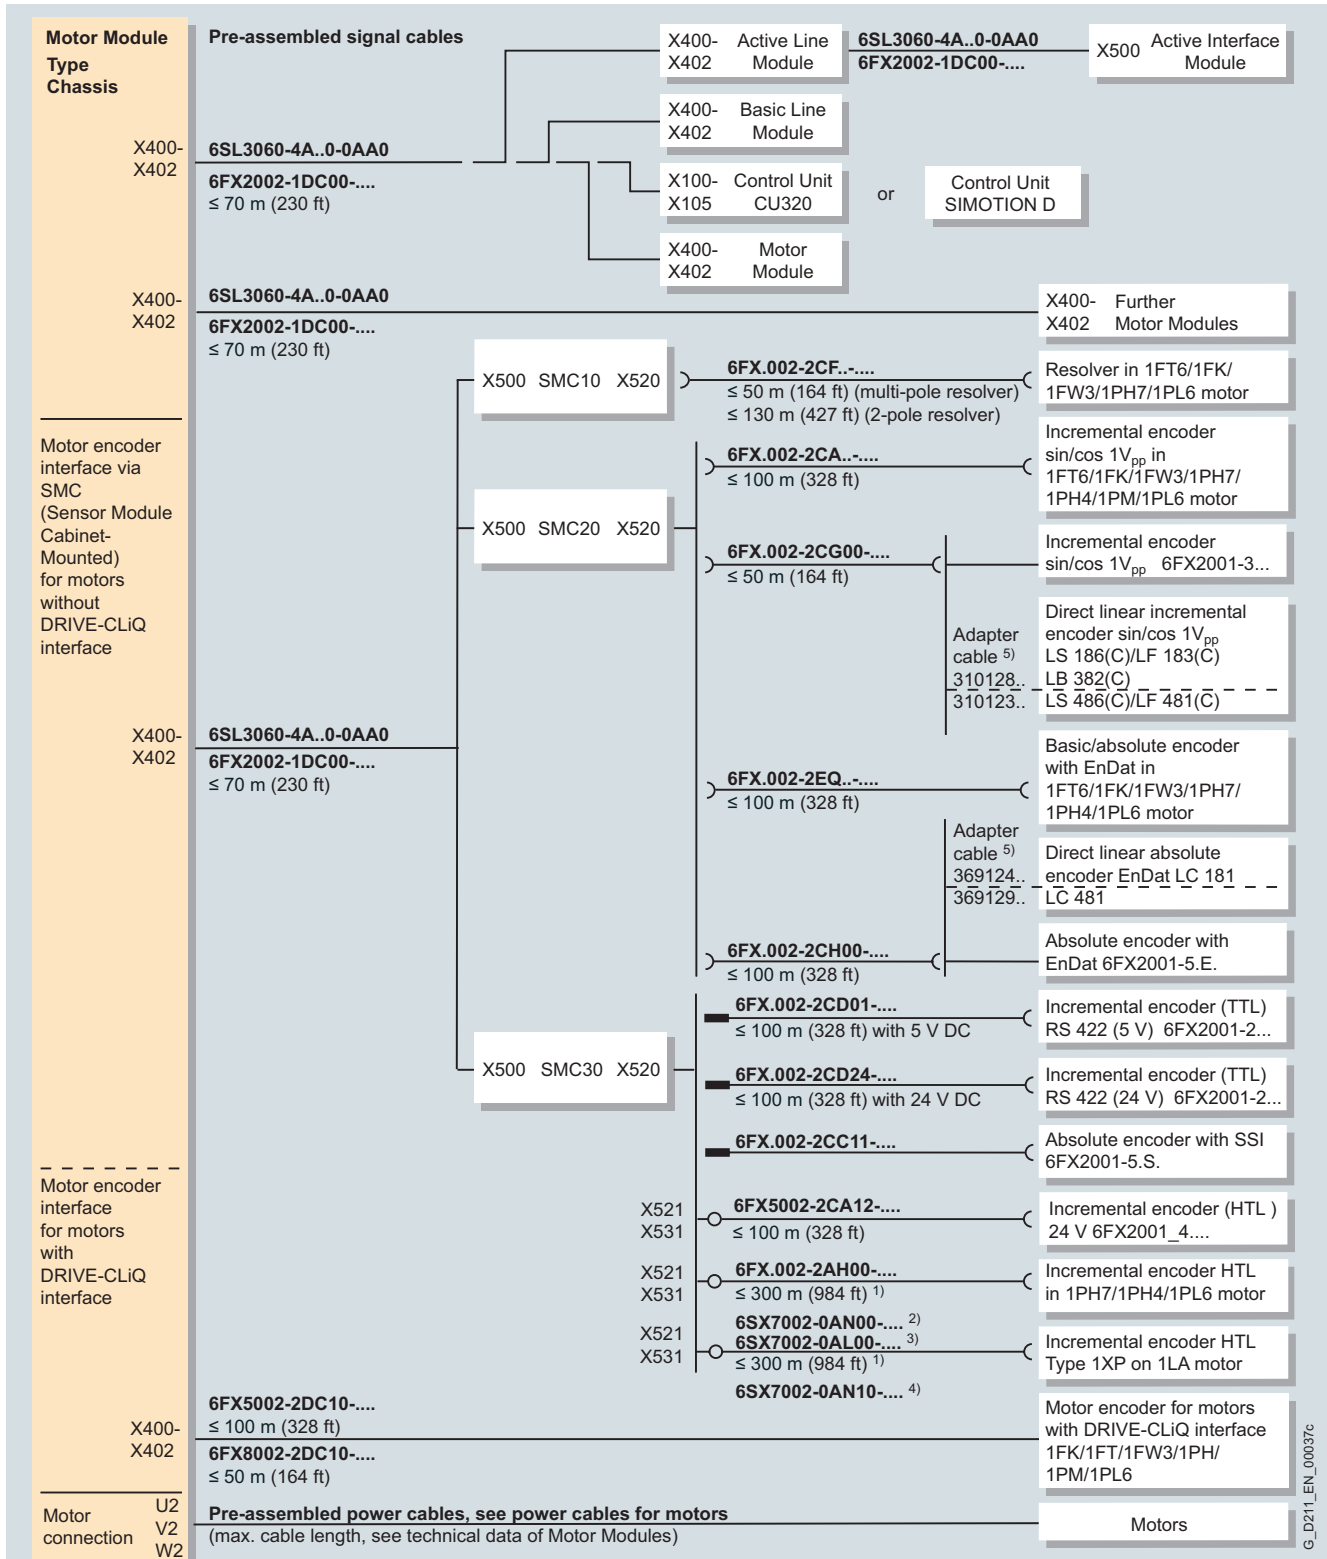 Motor Module
Type
Chassis
Pre-assembled signal cables
X400-
X402
6SL3060-4A..0-0AA0
6FX2002-1DC00-....
≤ 70 m (230 ft)
X400-
X402
Active Line
Module
6SL3060-4A..0-0AA0
6FX2002-1DC00-....
X500
Active Interface
Module
X400-
X402
Basic Line
Module
X100-
X105
Control Unit
CU320
or
Control Unit
SIMOTION D
X400-
X402
Motor
Module
X400-
X402
6SL3060-4A..0-0AA0
6FX2002-1DC00-....
≤ 70 m (230 ft)
X400-
X402
Further
Motor Modules
Motor encoder
interface via
SMC
(Sensor Module
Cabinet-
Mounted)
for motors
without
DRIVE-CLiQ
interface
X400-
X402
6SL3060-4A..0-0AA0
6FX2002-1DC00-....
≤ 70 m (230 ft)
X500 SMC10 X520
6FX.002-2CF..-....
≤ 50 m (164 ft) (multi-pole resolver)
≤ 130 m (427 ft) (2-pole resolver)
Resolver in 1FT6/1FK/
1FW3/1PH7/1PL6 motor
X500 SMC20 X520
6FX.002-2CA..-....
≤ 100 m (328 ft)
Incremental encoder
sin/cos 1Vpp in
1FT6/1FK/1FW3/1PH7/
1PH4/1PM/1PL6 motor
6FX.002-2CG00-....
≤ 50 m (164 ft)
Incremental encoder
sin/cos 1Vpp 6FX2001-3...
Adapter
cable 5)
310128..
310123..
Direct linear incremental
encoder sin/cos 1Vpp
LS 186(C)/LF 183(C)
LB 382(C)
LS 486(C)/LF 481(C)
6FX.002-2EQ..-....
≤ 100 m (328 ft)
Basic/absolute encoder
with EnDat in
1FT6/1FK/1FW3/1PH7/
1PH4/1PL6 motor
Adapter
cable 5)
369124..
369129..
Direct linear absolute
encoder EnDat LC 181
LC 481
6FX.002-2CH00-....
≤ 100 m (328 ft)
Absolute encoder with
EnDat 6FX2001-5.E.
X500 SMC30 X520
6FX.002-2CD01-....
≤ 100 m (328 ft) with 5 V DC
Incremental encoder (TTL)
RS 422 (5 V) 6FX2001-2...
6FX.002-2CD24-....
≤ 100 m (328 ft) with 24 V DC
Incremental encoder (TTL)
RS 422 (24 V) 6FX2001-2...
6FX.002-2CC11-....
Absolute encoder with SSI
6FX2001-5.S.
X521
X531
6FX5002-2CA12-....
≤ 100 m (328 ft)
Incremental encoder (HTL )
24 V 6FX2001_4....
X521
X531
6FX.002-2AH00-....
≤ 300 m (984 ft) 1)
Incremental encoder HTL
in 1PH7/1PH4/1PL6 motor
X521
X531
6SX7002-0AN00-.... 2)
6SX7002-0AL00-.... 3)
≤ 300 m (984 ft) 1)
6SX7002-0AN10-.... 4)
Incremental encoder HTL
Type 1XP on 1LA motor
Motor encoder
interface
for motors
with
DRIVE-CLiQ
interface
X400-
X402
6FX5002-2DC10-....
≤ 100 m (328 ft)
6FX8002-2DC10-....
≤ 50 m (164 ft)
Motor encoder for motors
with DRIVE-CLiQ interface
1FK/1FT/1FW3/1PH/
1PM/1PL6
Motor
connection
U2
V2
W2
Pre-assembled power cables, see power cables for motors
(max. cable length, see technical data of Motor Modules)
Motors
G_D211_EN_00037c